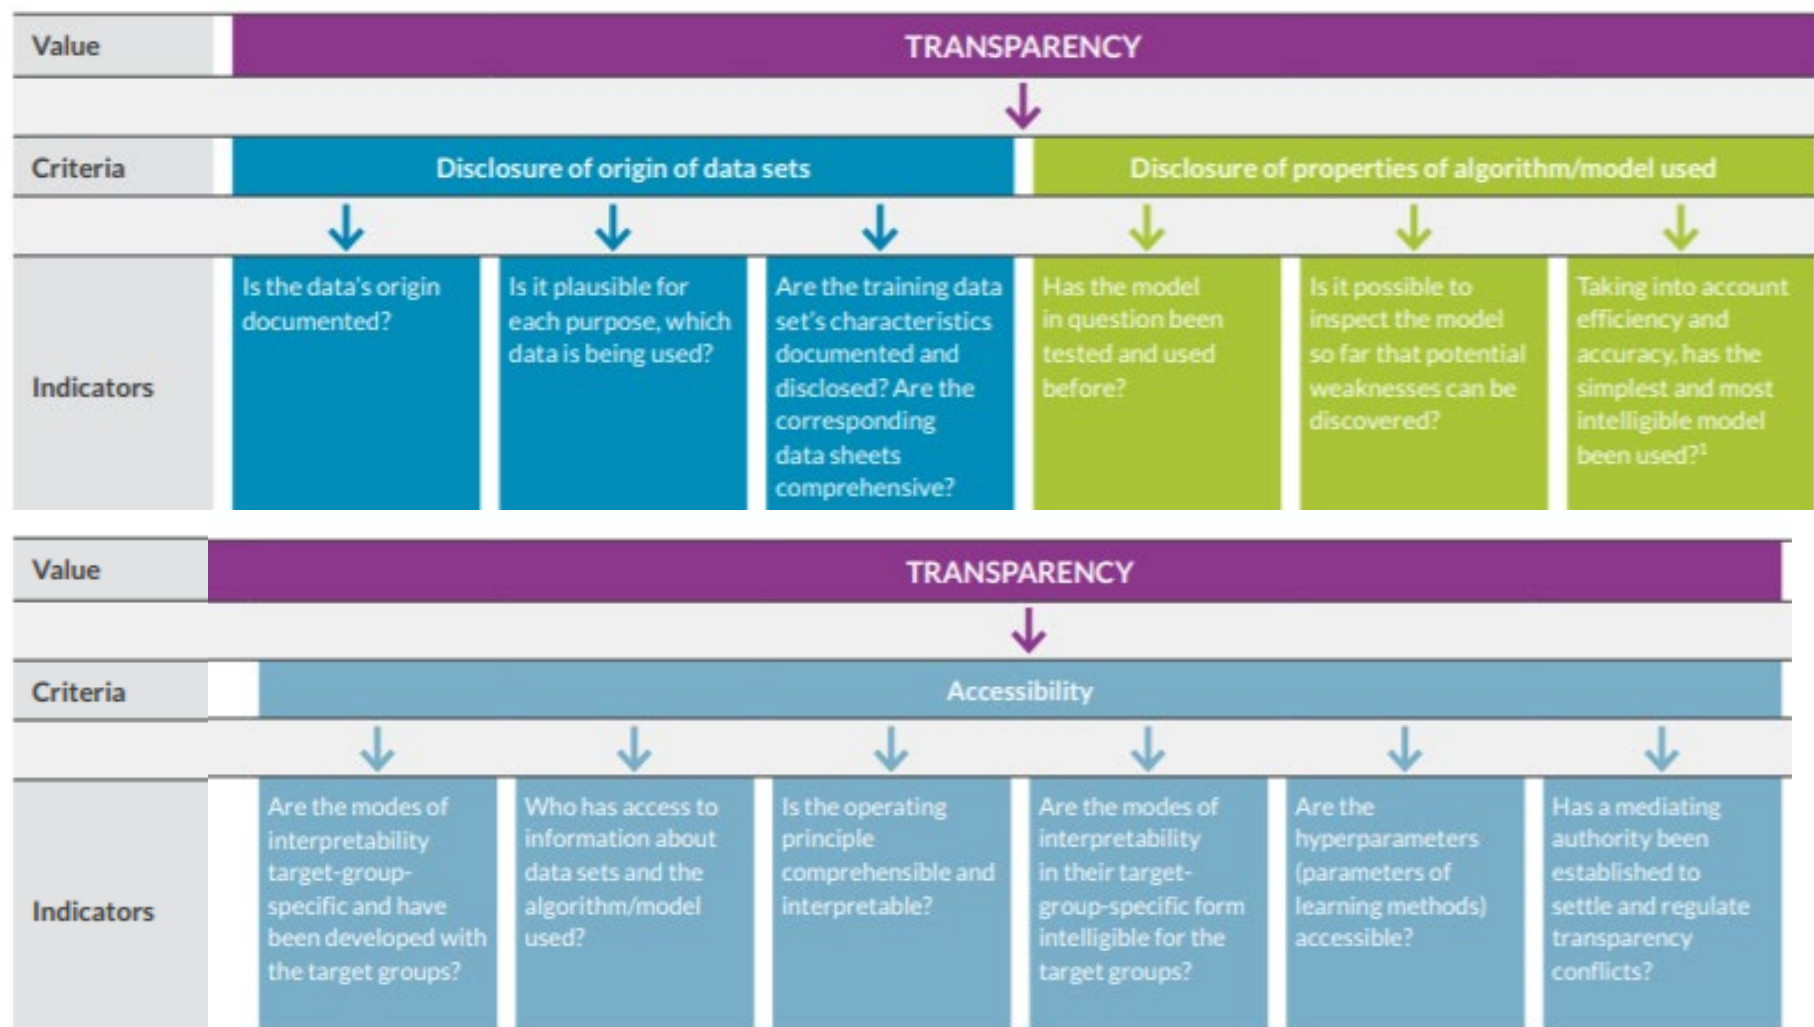 Value
TRANSPARENCY
Criteria
Disclosure of origin of data sets
Disclosure of properties of algorithm/model used
Indicators
Is the data's origin
documented?
Is it plausible for
each purpose, which
data is being used?
Are the training data
set's characteristics
documented and
disclosed? Are the
corresponding
data sheets
comprehensive?
Has the model
in question been
tested and used
before?
Is it possible to
inspect the model
so far that potential
weaknesses can be
discovered?
Taking into account
efficiency and
accuracy, has the
simplest and most
intelligible model
been used?¹
Value
TRANSPARENCY
Criteria
Accessibility
Indicators
Are the modes of
interpretability
target-group-
specific and have
been developed with
the target groups?
Who has access to
information about
data sets and the
algorithm/model
used?
Is the operating
principle
comprehensible and
interpretable?
Are the modes of
interpretability
in their target-
group-specific form
intelligible for the
target groups?
Are the
hyperparameters
(parameters of
learning methods)
accessible?
Has a mediating
authority been
established to
settle and regulate
transparency
conflicts?